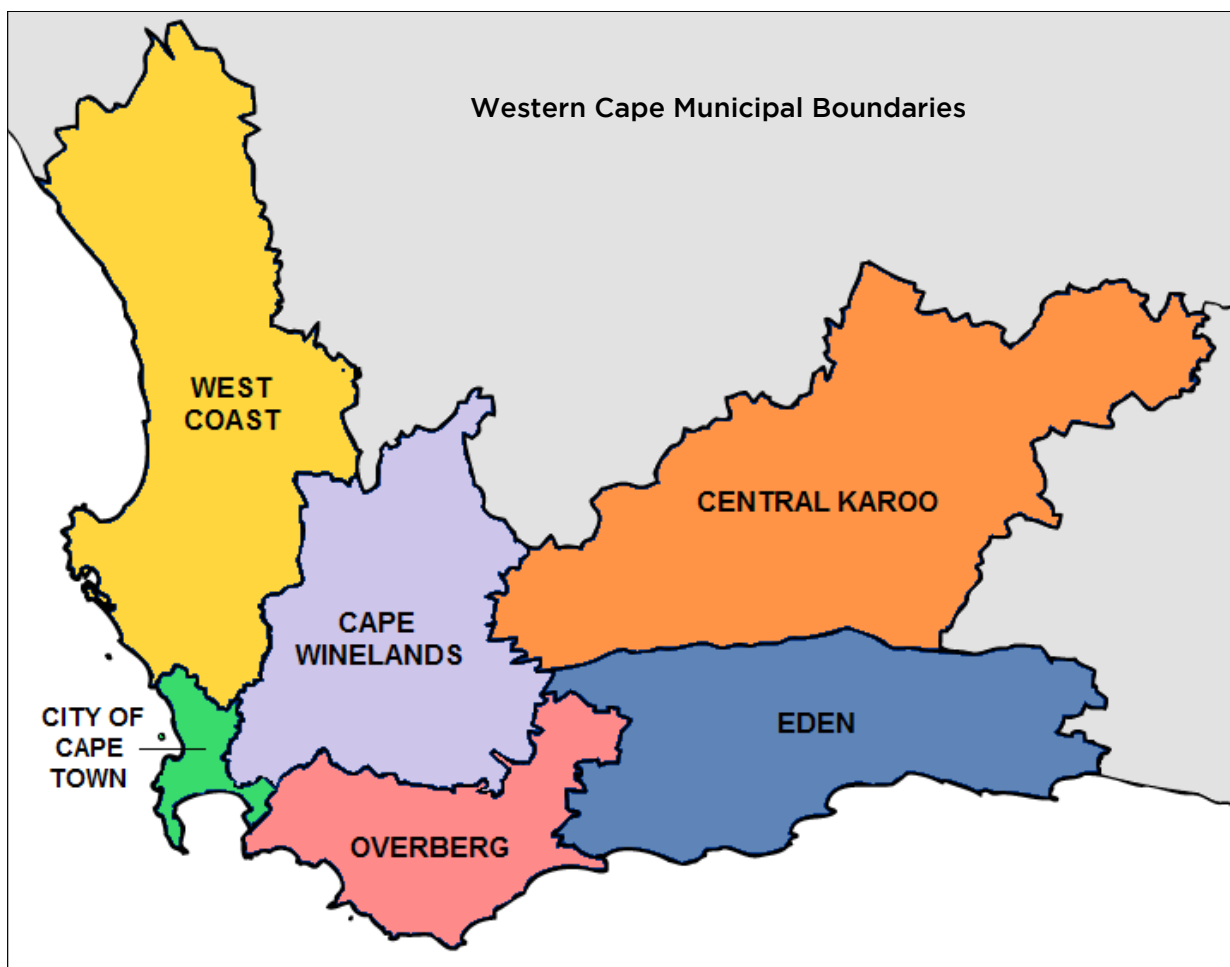 Western Cape Municipal Boundaries
WEST
COAST
CENTRAL KAROO
CAPE
WINELANDS
CITY OF
CAPE
TOWN
EDEN
OVERBERG